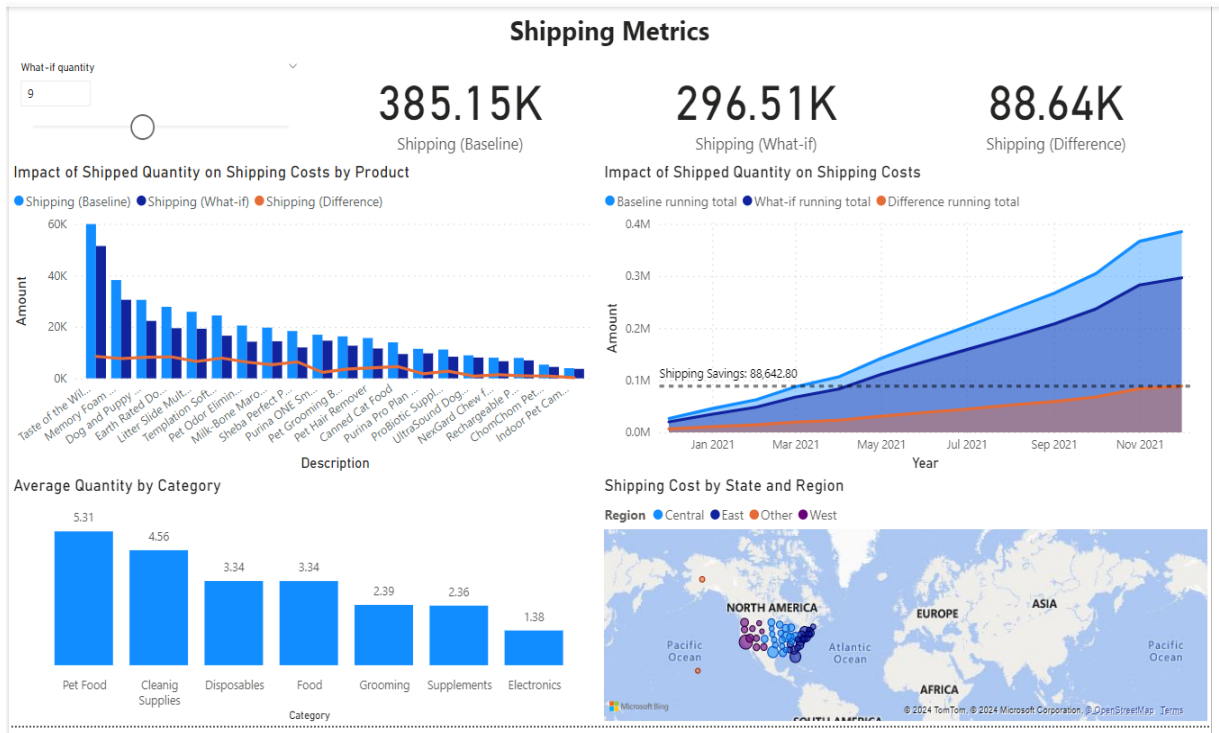 Shipping Metrics
What-if quantity
9
385.15K
Shipping (Baseline)
296.51K
Shipping (What-if)
88.64K
Shipping (Difference)
Impact of Shipped Quantity on Shipping Costs by Product
Shipping (Baseline) Shipping (What-if) Shipping (Difference)
60K
40K
20K
0K
Amount
Taste of the Wil...
Memory Foam ...
Dog and Puppy ...
Earth Rated Do...
Litter Slide Mult...
Templation Soft...
Pet Odor Elimin...
Milk-Bone Maro...
Sheba Perfect P...
Purina ONE Sm...
Pet Grooming B...
Pet Hair Remover
Canned Cat Food
Purina Pro Plan ...
ProBiotic Suppl...
UltraSound Dog...
NexGard Chew f...
Rechargeable P...
ChomChom Pet...
Indoor Pet Cam...
Description
Impact of Shipped Quantity on Shipping Costs
Baseline running total What-if running total Difference running total
0.4M
0.3M
0.2M
0.1M
0.0M
Amount
Shipping Savings: 88,642.80
Jan 2021 Mar 2021 May 2021 Jul 2021 Sep 2021 Nov 2021
Year
Average Quantity by Category
5.31
4.56
3.34
3.34
2.39
2.36
1.38
Pet Food
Cleanig
Supplies
Disposables
Food
Grooming
Supplements
Electronics
Category
Shipping Cost by State and Region
Region Central East Other West
NORTH AMERICA
EUROPE
ASIA
Pacific
Ocean
Atlantic
Ocean
Pacific
Ocean
AFRICA
Microsoft Bing
© 2024 TomTom, © 2024 Microsoft Corporation, © OpenStreetMap Terms
SOUTH AMERICA